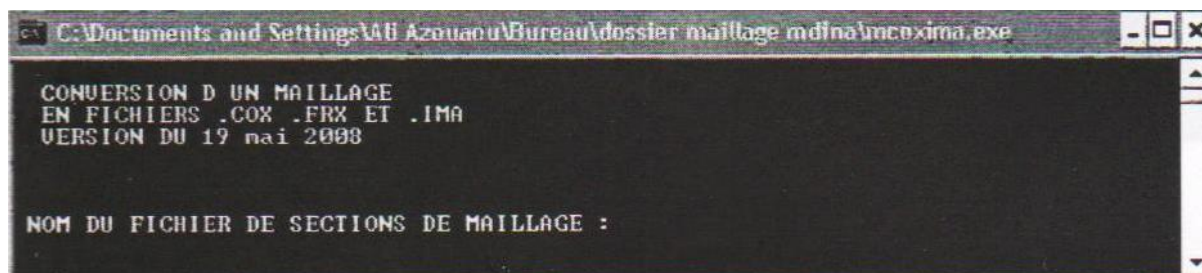 C:\Documents and Settings\Ali Azouaou\Bureau\dossier maillage mdina\mcoxima.exe
CONVERSION D UN MAILLAGE
EN FICHIERS .COX .FRX ET .IMA
VERSION DU 19 mai 2008
NOM DU FICHIER DE SECTIONS DE MAILLAGE :